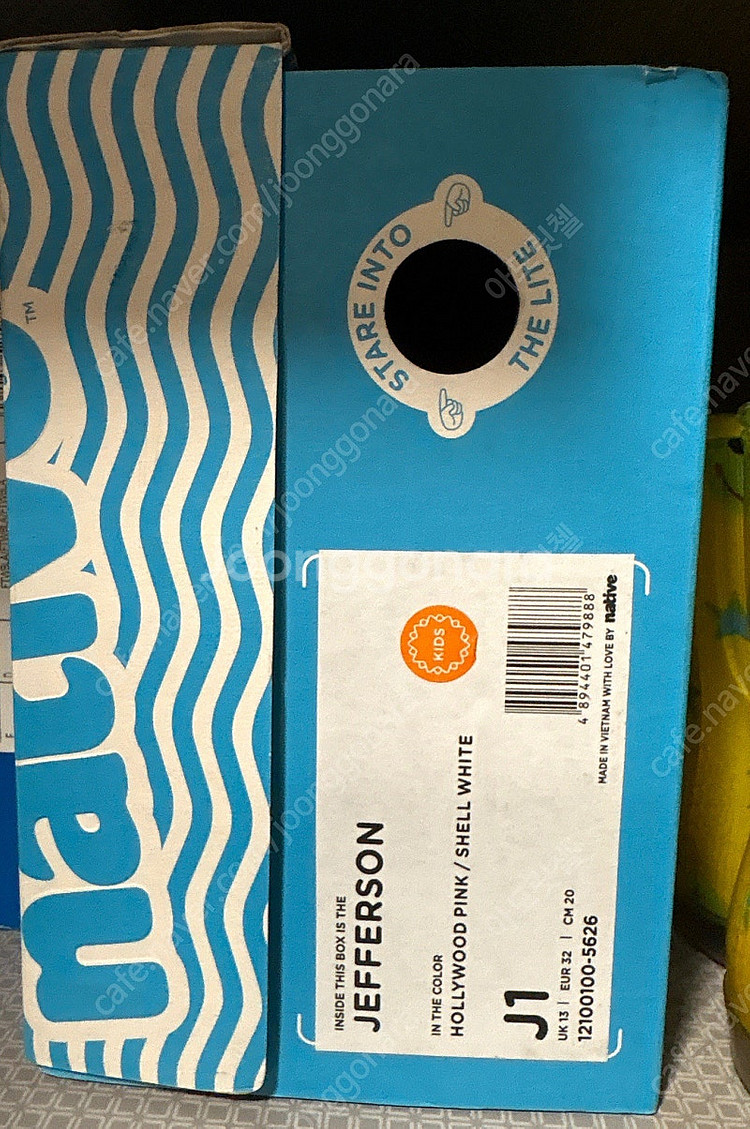 native
TM
STARE INTO
THE LITE
KIDS
INSIDE THIS BOX IS THE
JEFFERSON
IN THE COLOR
HOLLYWOOD PINK / SHELL WHITE
J1
UK 13 | EUR 32 | CM 20
12100100-5626
4 894401 479888
MADE IN VIETNAM WITH LOVE BY native
cafe.naver.com/joonggonara
joonggonara